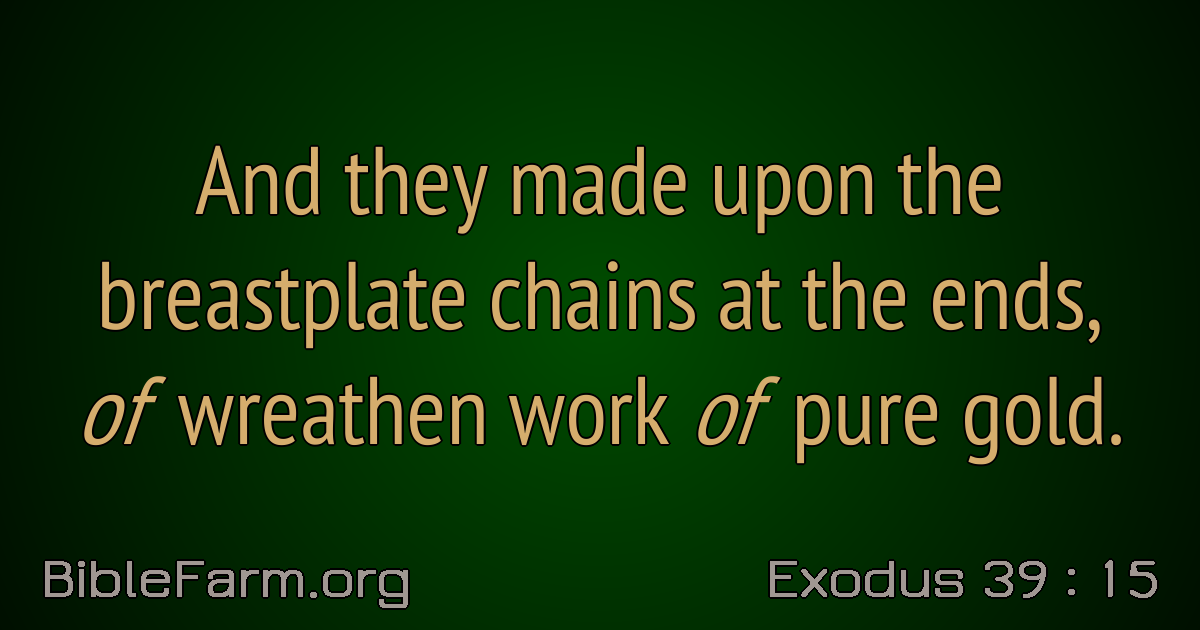 And they made upon the
breastplate chains at the ends,
of wreathen work of pure gold.
BibleFarm.org
Exodus 39 : 15